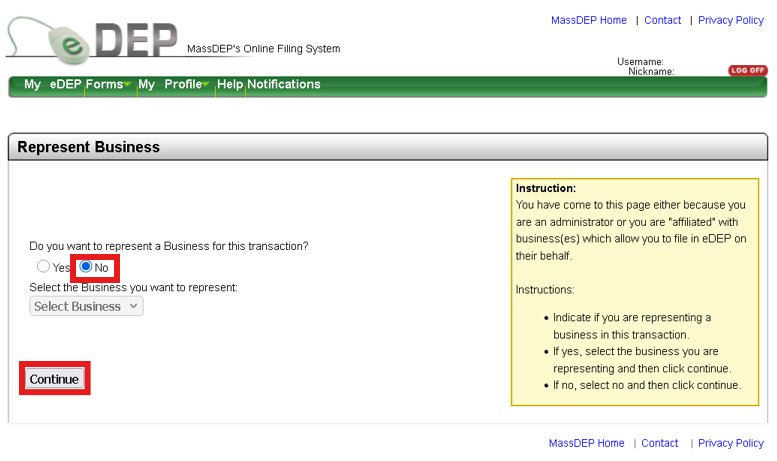 MassDEP Home | Contact | Privacy Policy
eDEP MassDEP's Online Filing System
Username:
Nickname:
LOG OFF
My eDEP Forms My Profile Help Notifications
Represent Business
Instruction:
You have come to this page either because you
are an administrator or you are "affiliated" with
business(es) which allow you to file in eDEP on
their behalf.
Instructions:
• Indicate if you are representing a
business in this transaction.
• If yes, select the business you are
representing and then click continue.
• If no, select no and then click continue.
Do you want to represent a Business for this transaction?
Yes No
Select the Business you want to represent:
Select Business
Continue
MassDEP Home | Contact | Privacy Policy